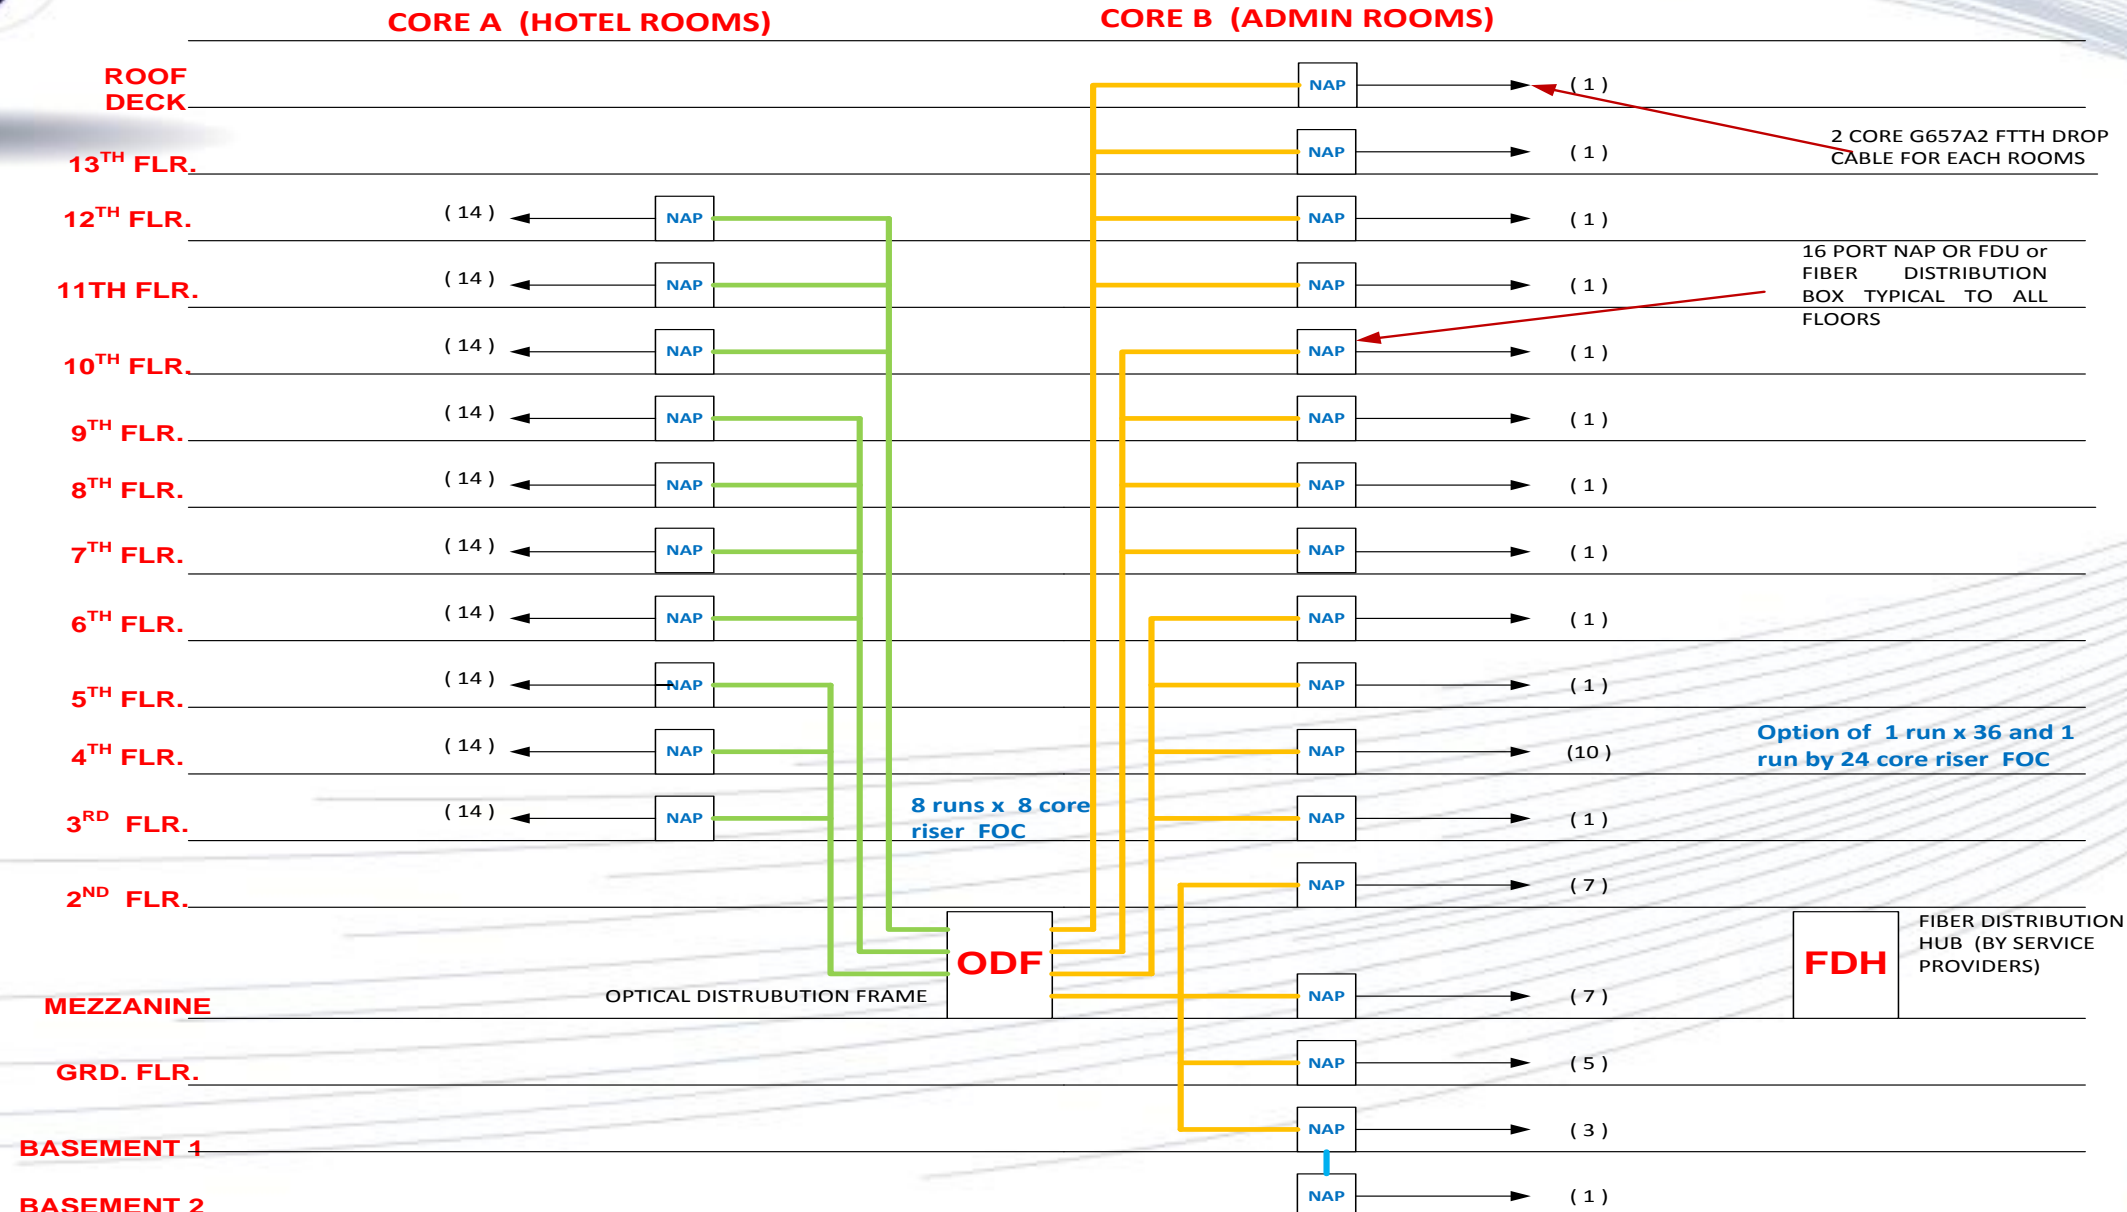 CORE A (HOTEL ROOMS)
CORE B (ADMIN ROOMS)
ROOF
DECK
NAP
( 1 )
2 CORE G657A2 FTTH DROP
CABLE FOR EACH ROOMS
13TH FLR.
NAP
( 1 )
12TH FLR.
( 14 )
NAP
NAP
( 1 )
16 PORT NAP OR FDU or
FIBER DISTRIBUTION
BOX TYPICAL TO ALL
FLOORS
11TH FLR.
( 14 )
NAP
NAP
( 1 )
10TH FLR.
( 14 )
NAP
NAP
( 1 )
9TH FLR.
( 14 )
NAP
NAP
( 1 )
8TH FLR.
( 14 )
NAP
NAP
( 1 )
7TH FLR.
( 14 )
NAP
NAP
( 1 )
6TH FLR.
( 14 )
NAP
NAP
( 1 )
5TH FLR.
( 14 )
NAP
NAP
( 1 )
4TH FLR.
( 14 )
NAP
NAP
(10 )
Option of 1 run x 36 and 1
run by 24 core riser FOC
3RD FLR.
( 14 )
NAP
8 runs x 8 core
riser FOC
NAP
( 1 )
2ND FLR.
NAP
( 7 )
MEZZANINE
OPTICAL DISTRUBUTION FRAME
ODF
NAP
( 7 )
FDH
FIBER DISTRIBUTION
HUB (BY SERVICE
PROVIDERS)
GRD. FLR.
NAP
( 5 )
BASEMENT 1
NAP
( 3 )
BASEMENT 2
NAP
( 1 )